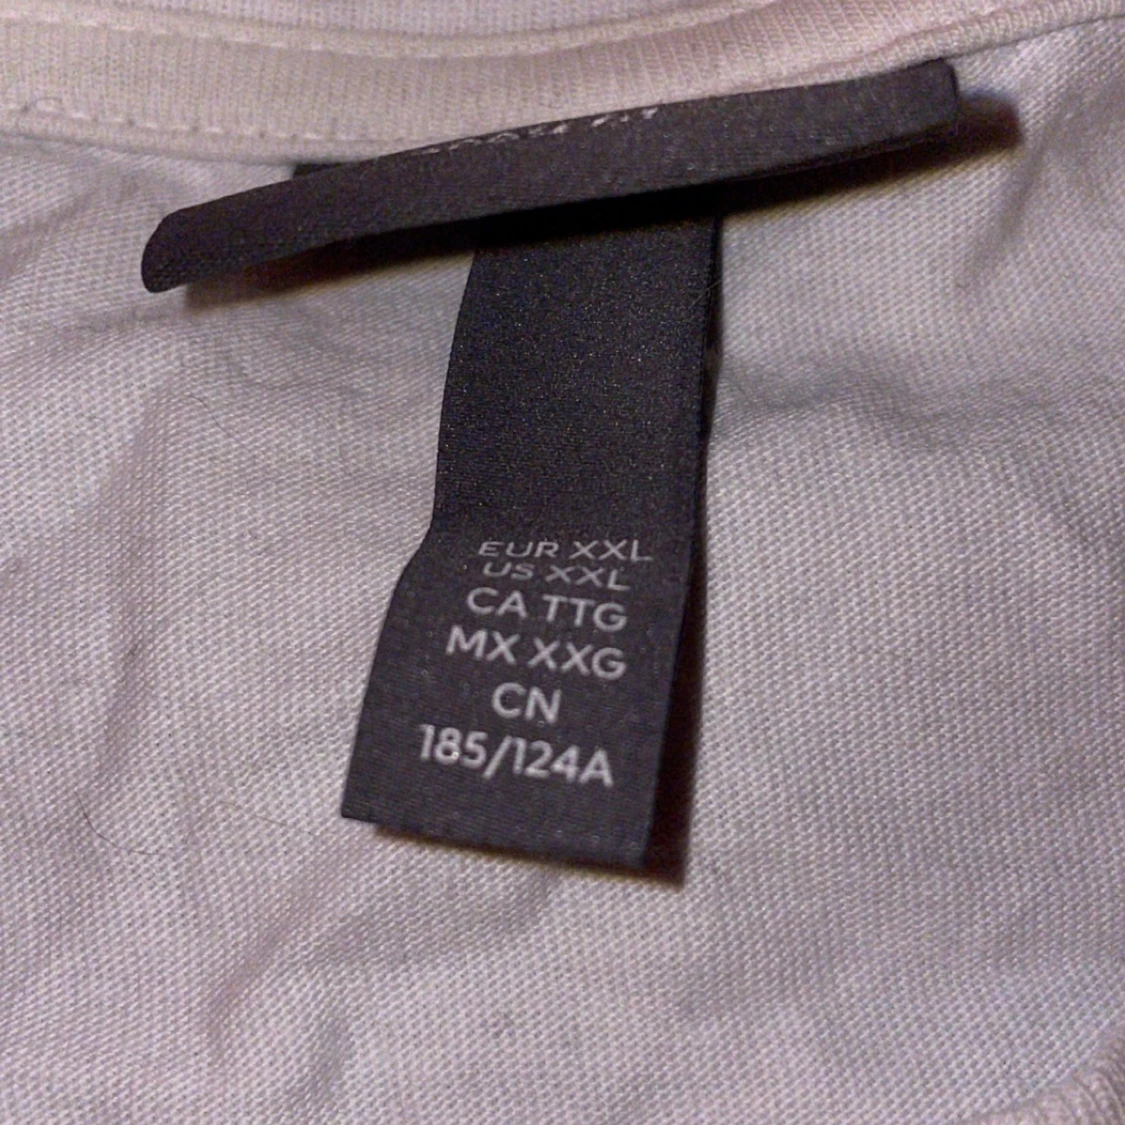 EUR XXL
US XXL
CA TTG
MX XXG
CN
185/124A